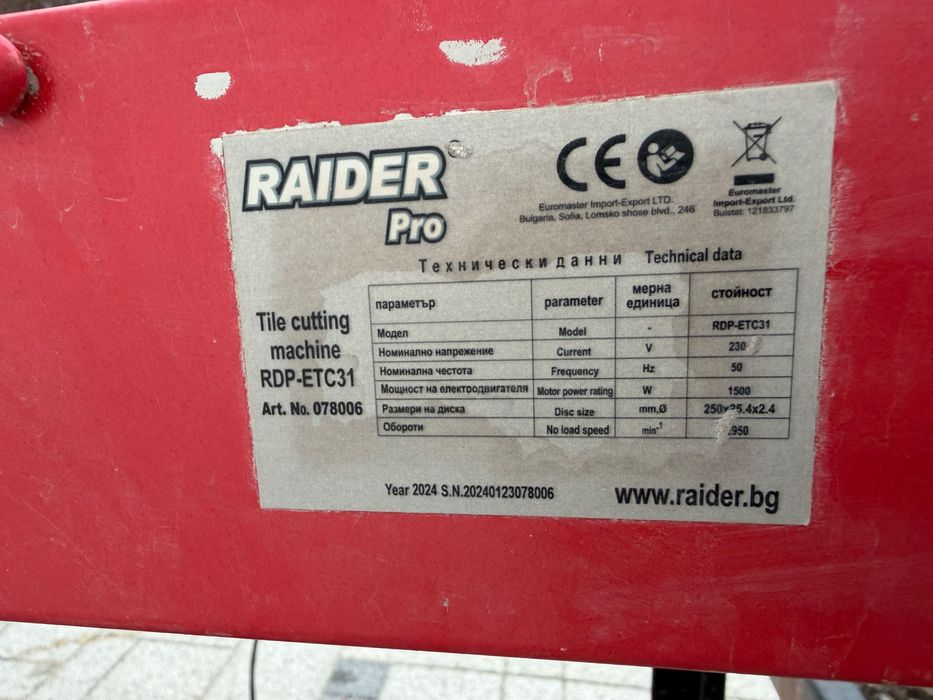 RAIDER
Pro
CE
Euromaster Import-Export LTD.
Bulgaria, Sofia, Lomsko shose blvd., 246
Euromaster
Import-Export Ltd.
Bulstat: 121833797
Технически данни Technical data
Tile cutting
machine
RDP-ETC31
Art. No. 078006
параметър parameter мерна единица стойност
Модел Model - RDP-ETC31
Номинално напрежение Current V 230
Номинална честота Frequency Hz 50
Мощност на електродвигателя Motor power rating W 1500
Размери на диска Disc size mm,Ø 250x25.4x2.4
Обороти No load speed min-1
Year 2024 S.N.20240123078006
www.raider.bg